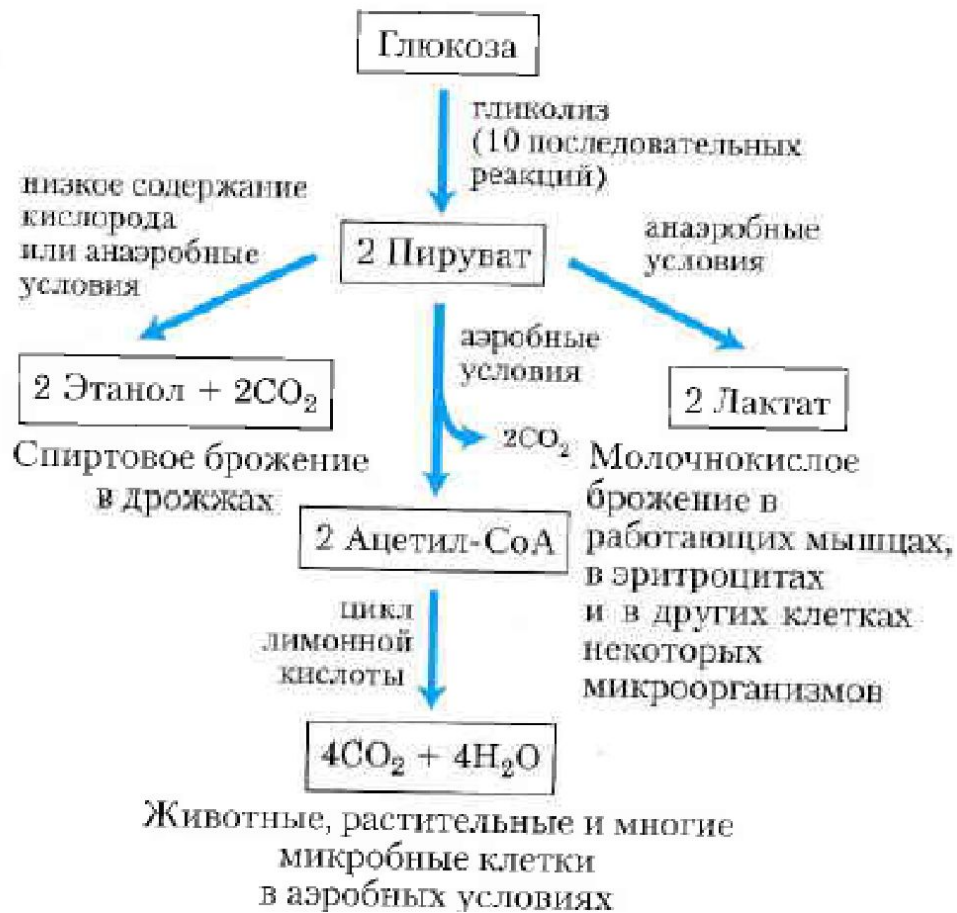 Глюкоза
гликолиз
(10 последовательных
реакций)
низкое содержание
кислорода
или анаэробные
условия
2 Пируват
анаэробные
условия
аэробные
условия
2 Этанол + 2CO₂
2 Лактат
2CO₂
Спиртовое брожение
в дрожжах
Молочнокислое
брожение в
работающих мышцах,
в эритроцитах
и в других клетках
некоторых
микроорганизмов
2 Ацетил-CoA
цикл
лимонной
кислоты
4CO₂ + 4H₂O
Животные, растительные и многие
микробные клетки
в аэробных условиях